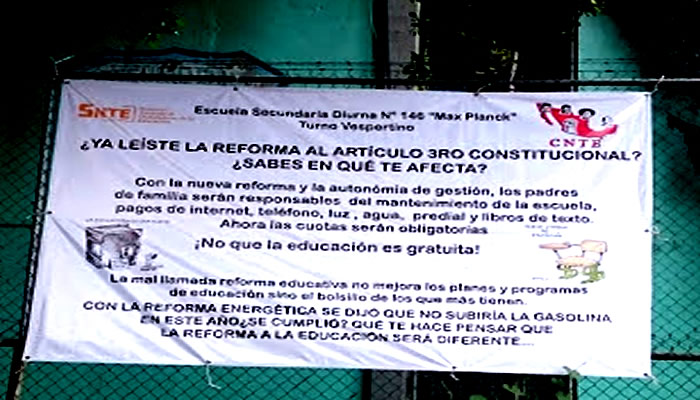 SNTE
Escuela Secundaria Diurna Nº 146 "Max Planck"
Turno Vespertino
CNTE
¿YA LEÍSTE LA REFORMA AL ARTÍCULO 3RO CONSTITUCIONAL?
¿SABES EN QUÉ TE AFECTA?
Con la nueva reforma y la autonomía de gestión, los padres
de familia serán responsables del mantenimiento de la escuela,
pagos de internet, teléfono, luz , agua, predial y libros de texto.
Ahora las cuotas serán obligatorias
¡No que la educación es gratuita!
La mal llamada reforma educativa no mejora los planes y programas
de educación sino el bolsillo de los que más tienen.
CON LA REFORMA ENERGÉTICA SE DIJO QUE NO SUBIRÍA LA GASOLINA
EN ESTE AÑO¿SE CUMPLIÓ? QUÉ TE HACE PENSAR QUE
LA REFORMA A LA EDUCACIÓN SERÁ DIFERENTE...